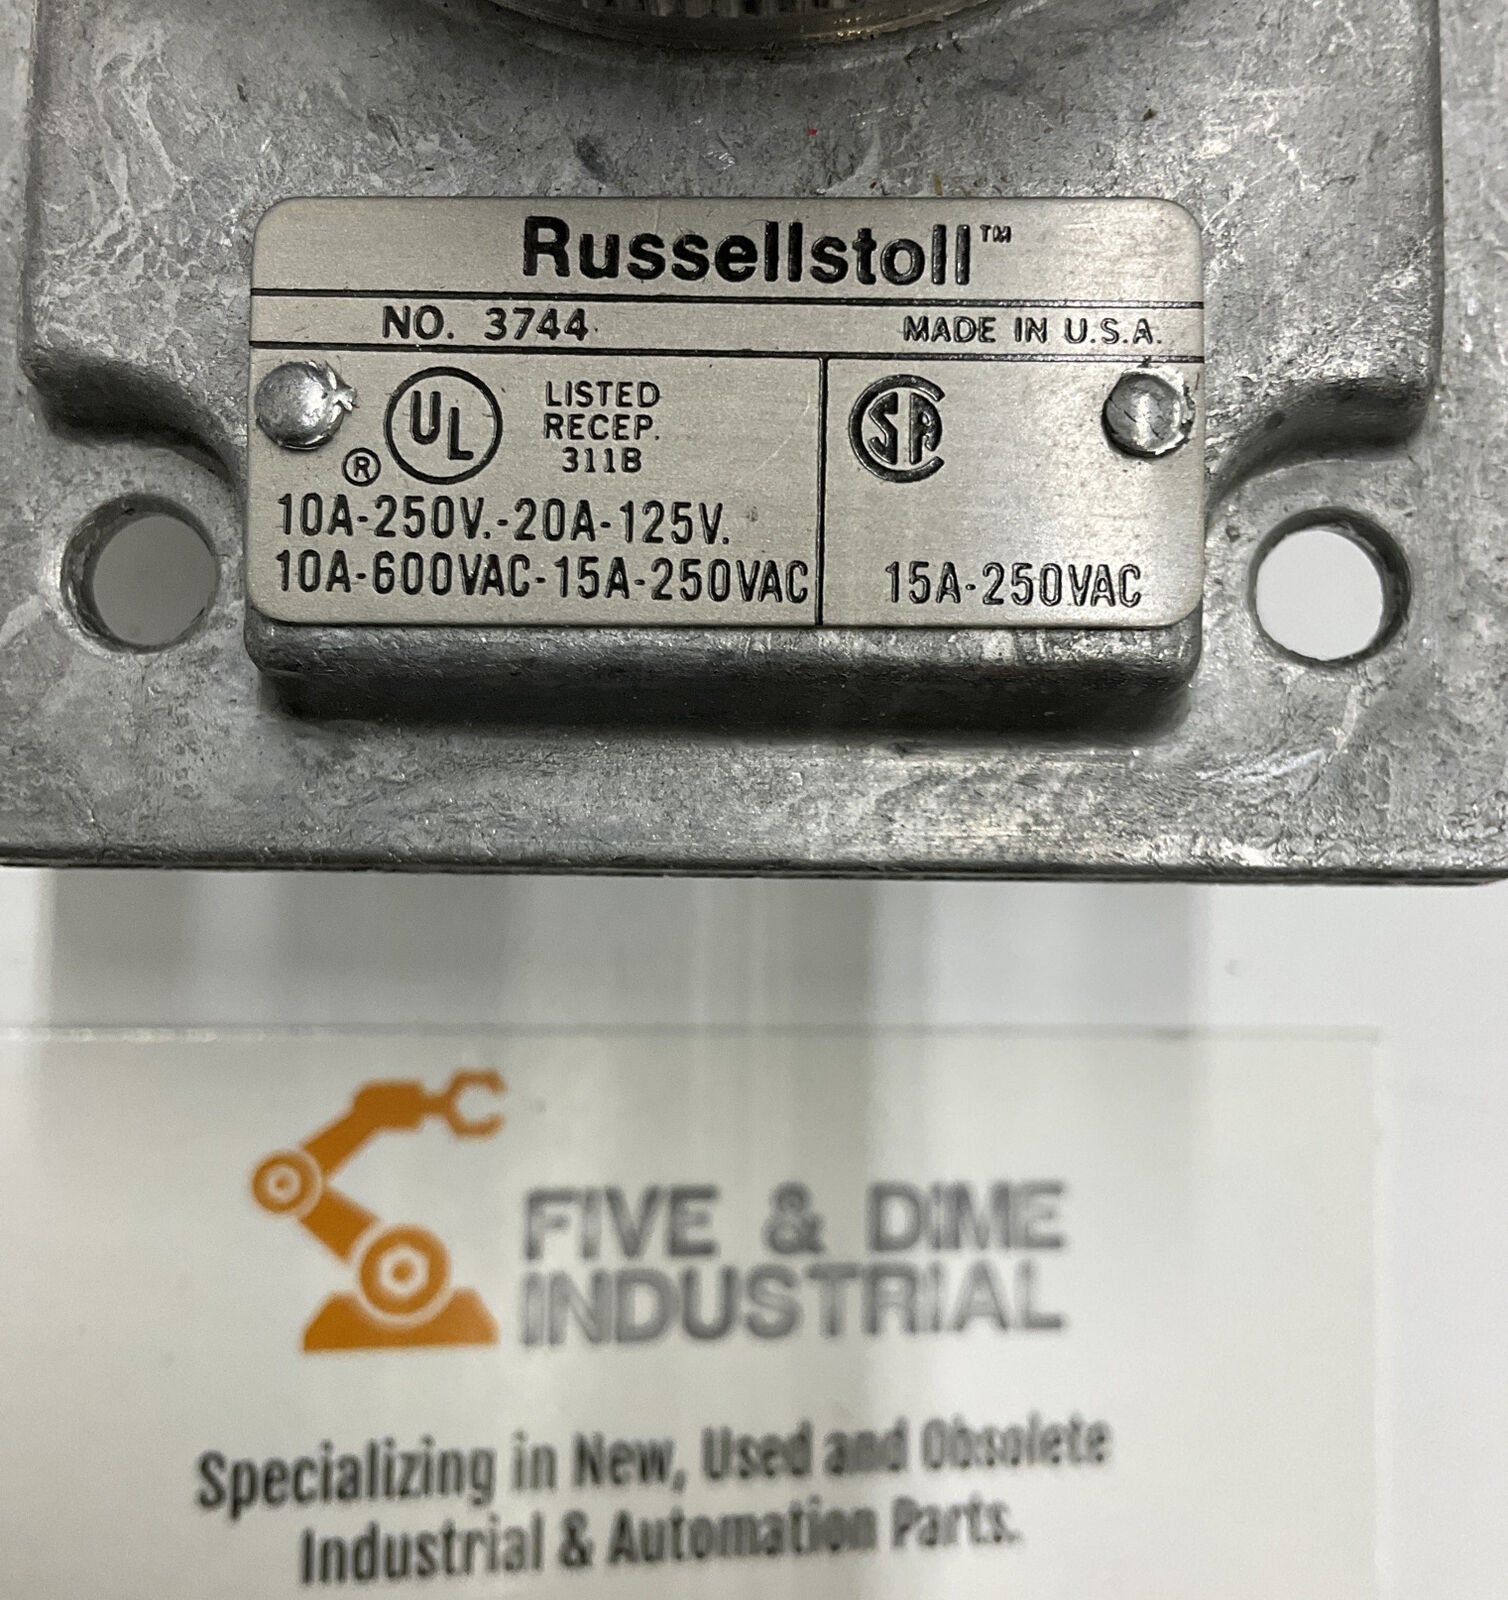 Russellstoll™
NO. 3744 MADE IN U.S.A.
UL® LISTED
RECEP.
311B
10A-250V.-20A-125V.
10A-600VAC-15A-250VAC
CSA
15A-250VAC
FIVE & DIME
INDUSTRIAL
Specializing in New, Used and Obsolete
Industrial & Automation Parts.